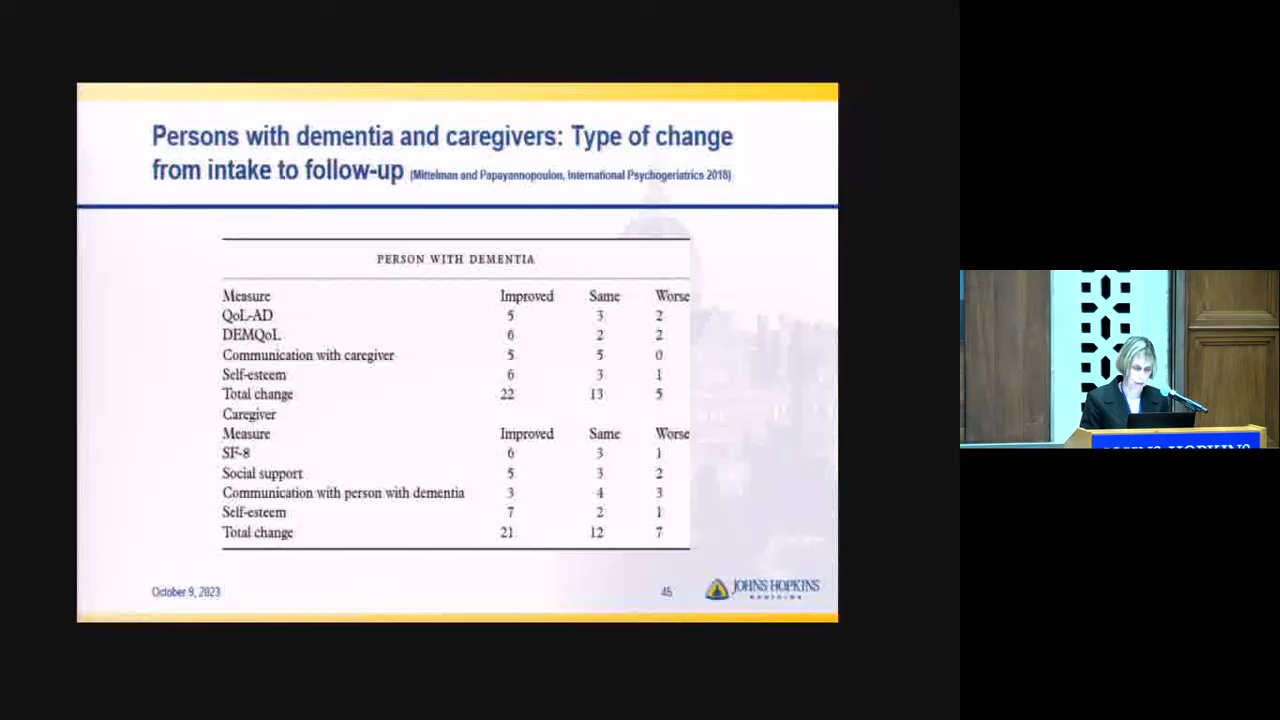 Persons with dementia and caregivers: Type of change
from intake to follow-up (Mittelman and Papayannopoulon, International Psychogeriatrics 2018)
PERSON WITH DEMENTIA
Measure Improved Same Worse
QoL-AD 5 3 2
DEMQoL 6 2 2
Communication with caregiver 5 5 0
Self-esteem 6 3 1
Total change 22 13 5
Caregiver
Measure Improved Same Worse
SF-8 6 3 1
Social support 5 3 2
Communication with person with dementia 3 4 3
Self-esteem 7 2 1
Total change 21 12 7
October 9, 2023 45 JOHNS HOPKINS
MEDICINE
JOHNS HOPKINS